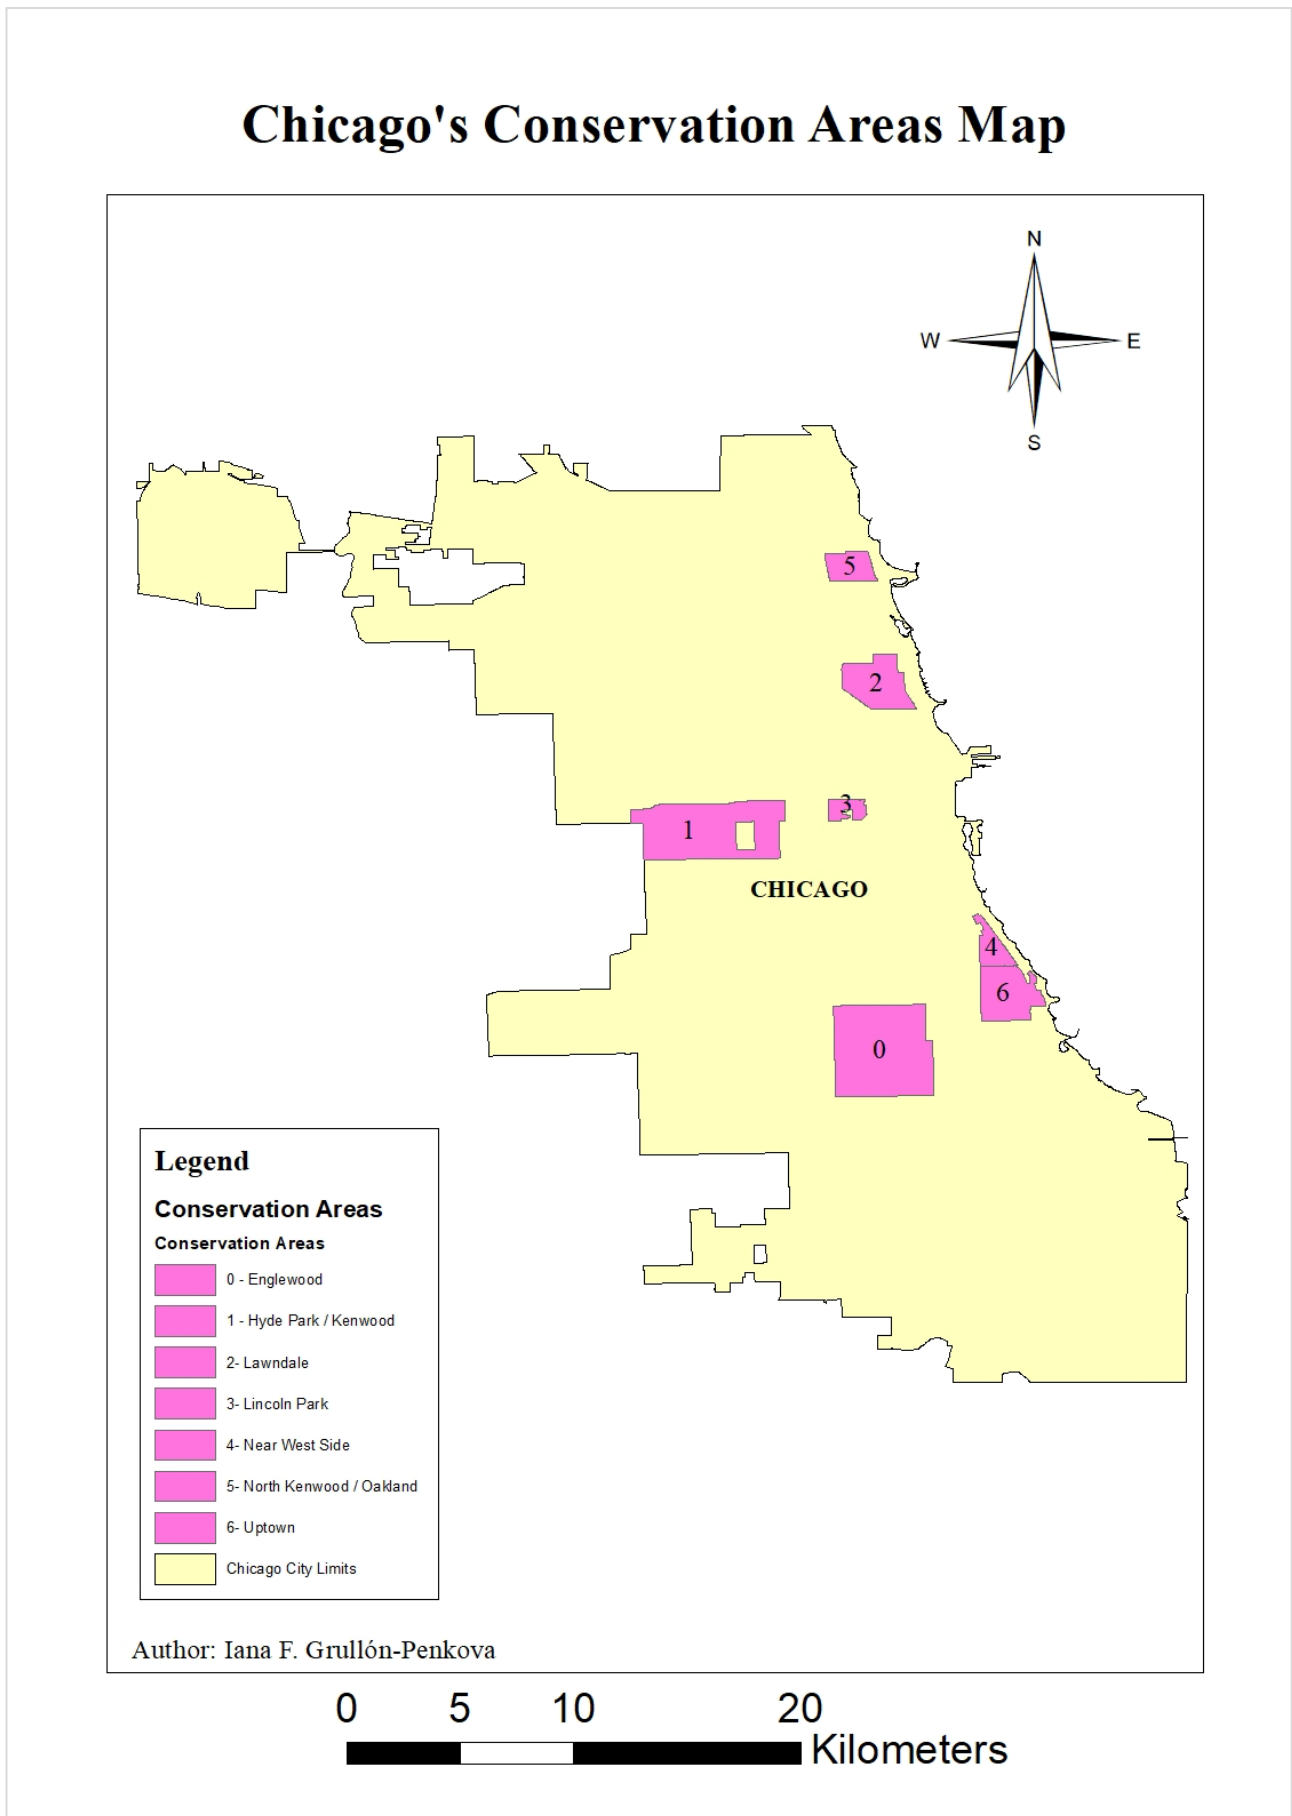 Chicago's Conservation Areas Map
N
W
E
S
5
2
3
1
CHICAGO
4
6
0
Legend
Conservation Areas
Conservation Areas
0 - Englewood
1 - Hyde Park / Kenwood
2- Lawndale
3- Lincoln Park
4- Near West Side
5- North Kenwood / Oakland
6- Uptown
Chicago City Limits
Author: Iana F. Grullón-Penkova
0 5 10 20
Kilometers